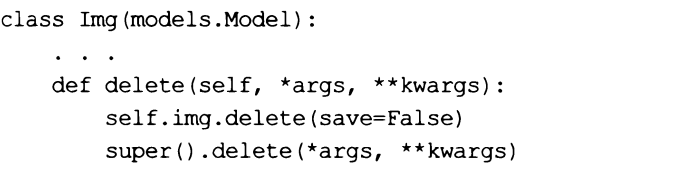 class Img(models.Model):
    . . .
    def delete(self, *args, **kwargs):
        self.img.delete(save=False)
        super().delete(*args, **kwargs)